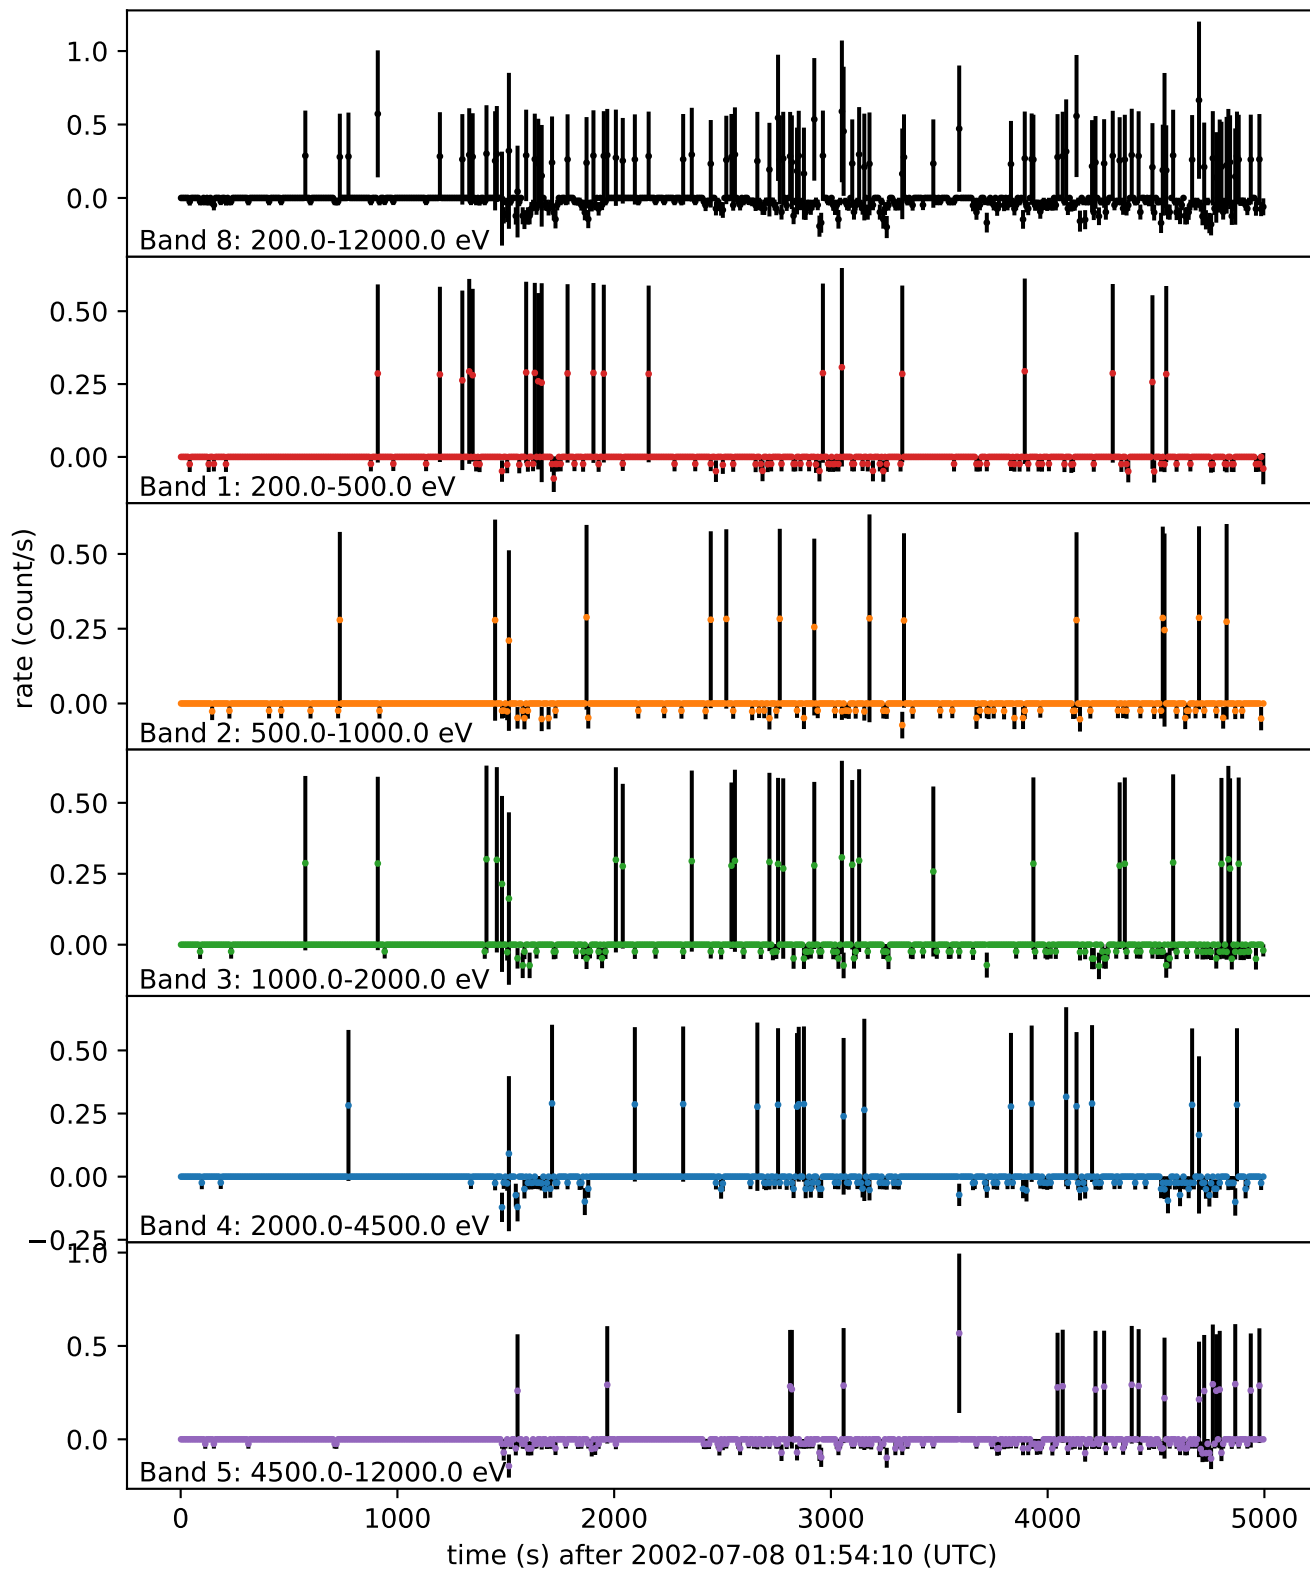 1.0
0.5
0.0
Band 8: 200.0-12000.0 eV
0.50
0.25
0.00
Band 1: 200.0-500.0 eV
0.50
0.25
0.00
Band 2: 500.0-1000.0 eV
rate (count/s)
0.50
0.25
0.00
Band 3: 1000.0-2000.0 eV
0.50
0.25
0.00
−0.25
Band 4: 2000.0-4500.0 eV
1.0
0.5
0.0
Band 5: 4500.0-12000.0 eV
0 1000 2000 3000 4000 5000
time (s) after 2002-07-08 01:54:10 (UTC)